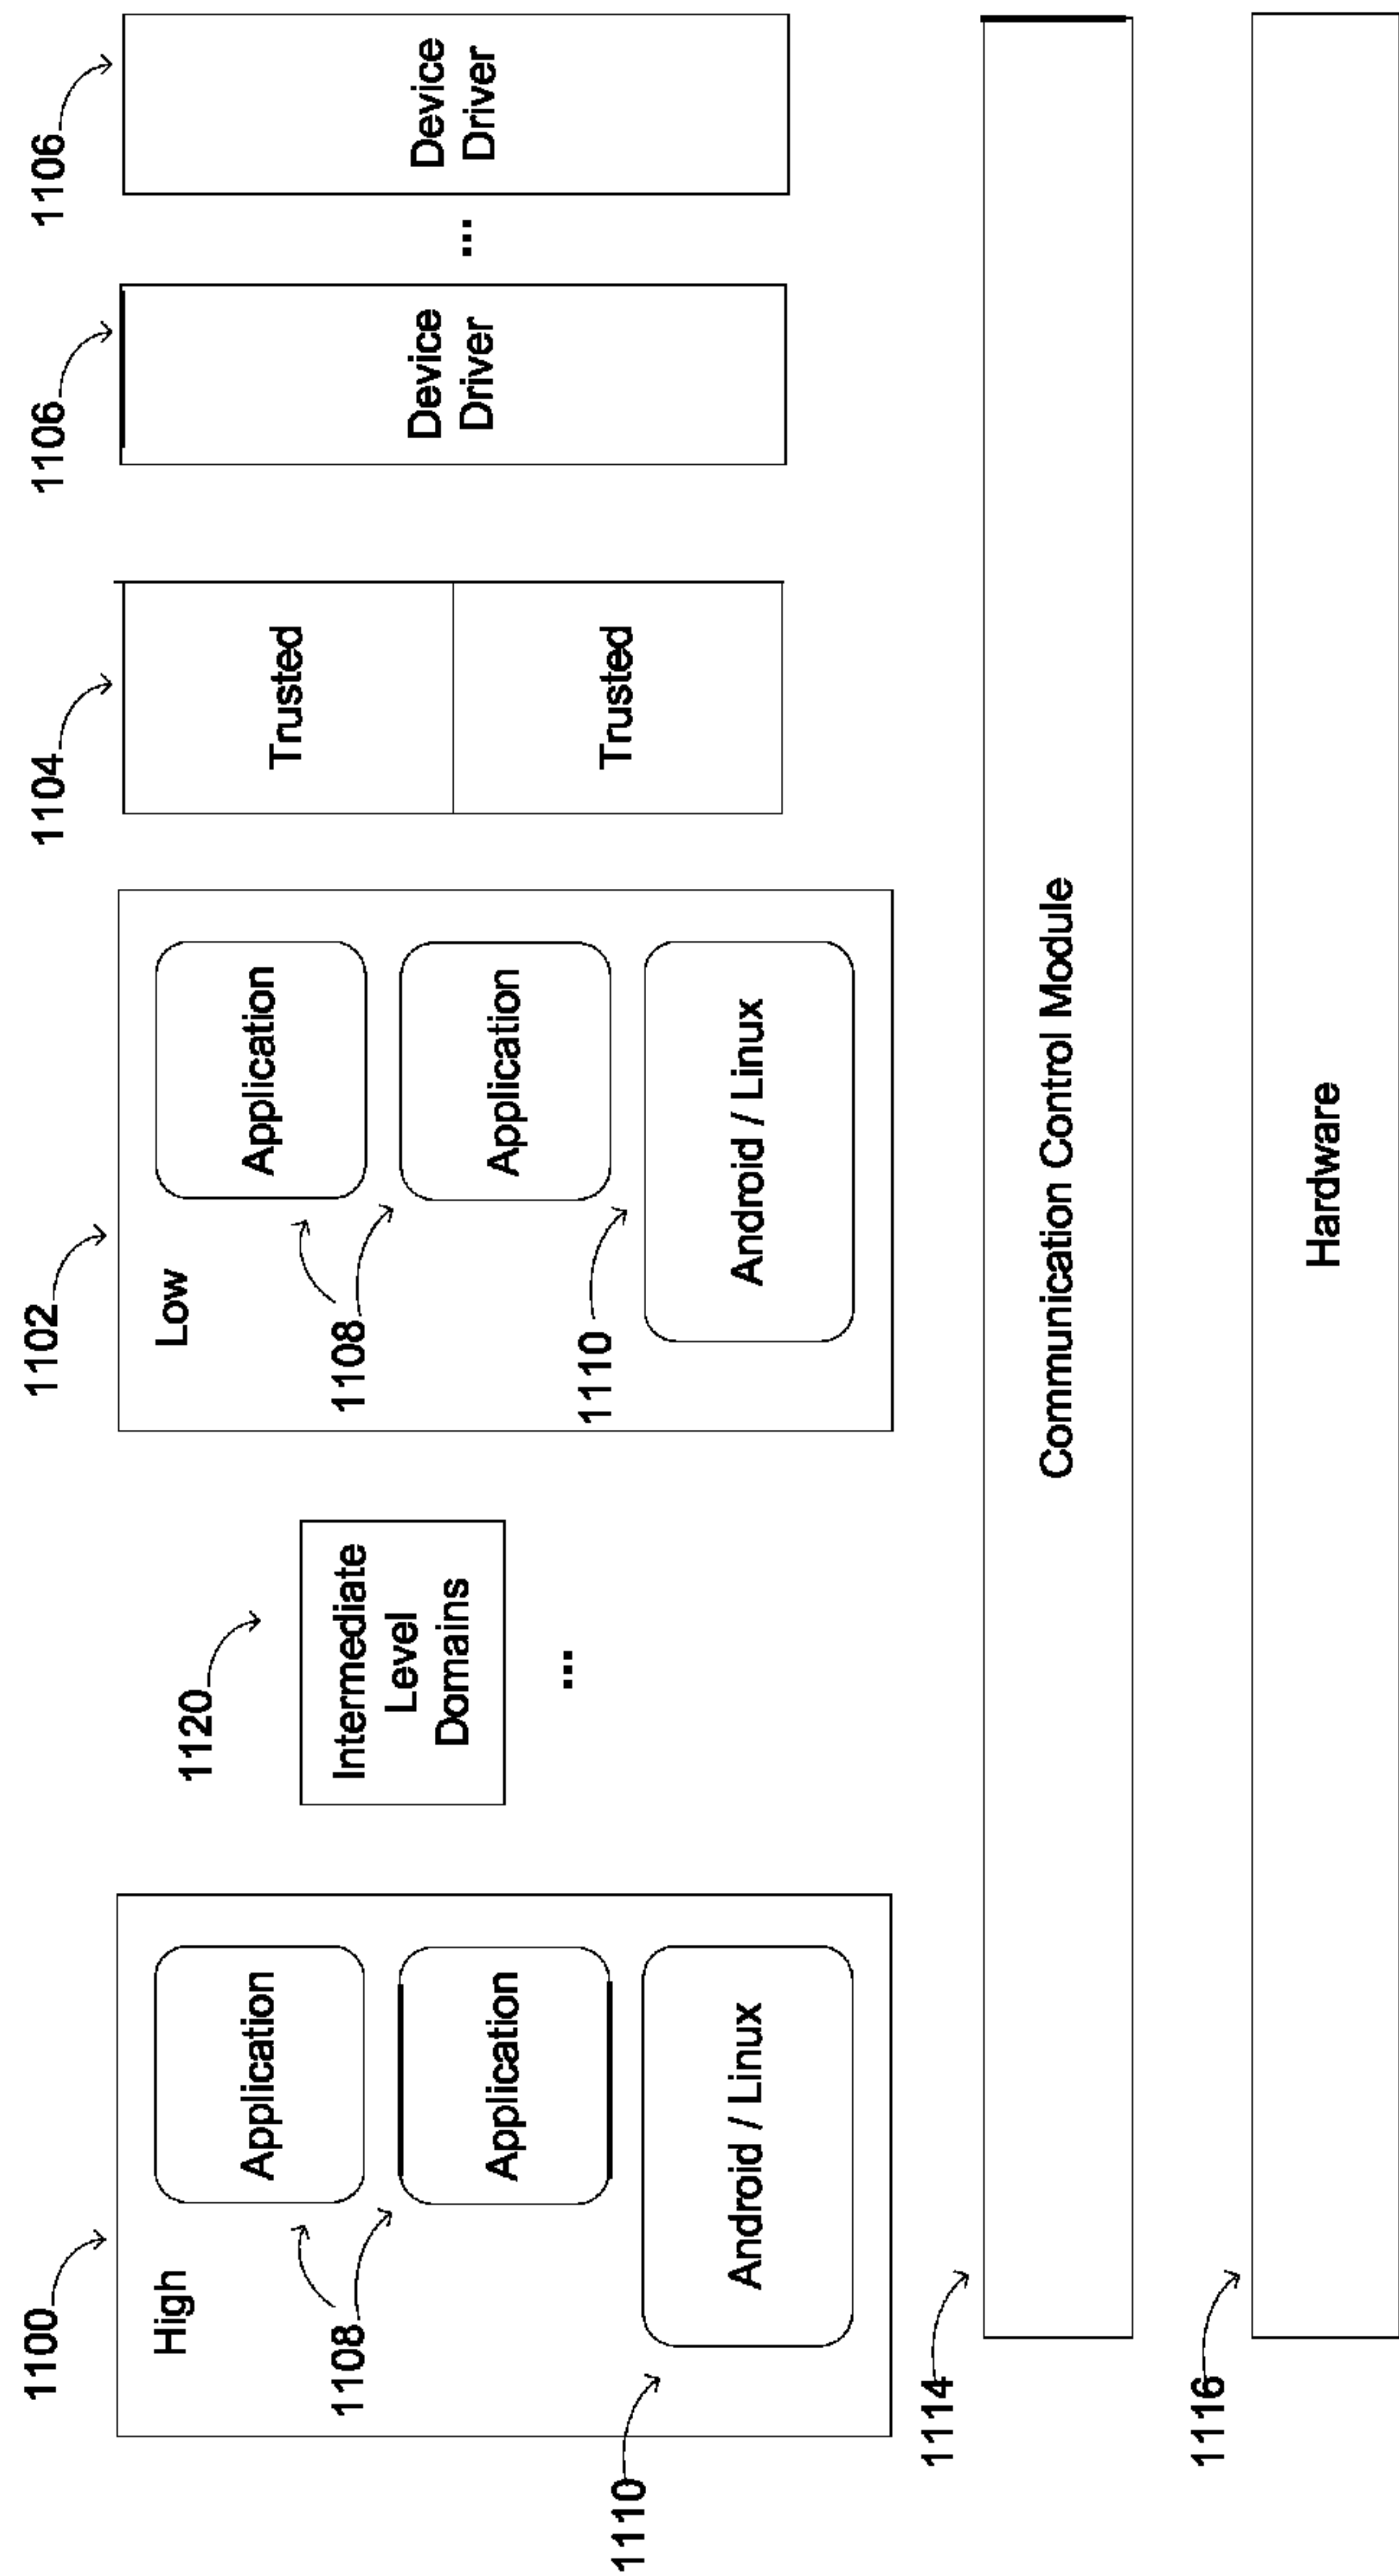 1100
High
Application
Application
1108
Android / Linux
1110
1120
Intermediate
Level
Domains
...
1102
Low
Application
Application
1108
Android / Linux
1110
1104
Trusted
Trusted
1106
Device
Driver
...
1106
Device
Driver
1114
Communication Control Module
1116
Hardware